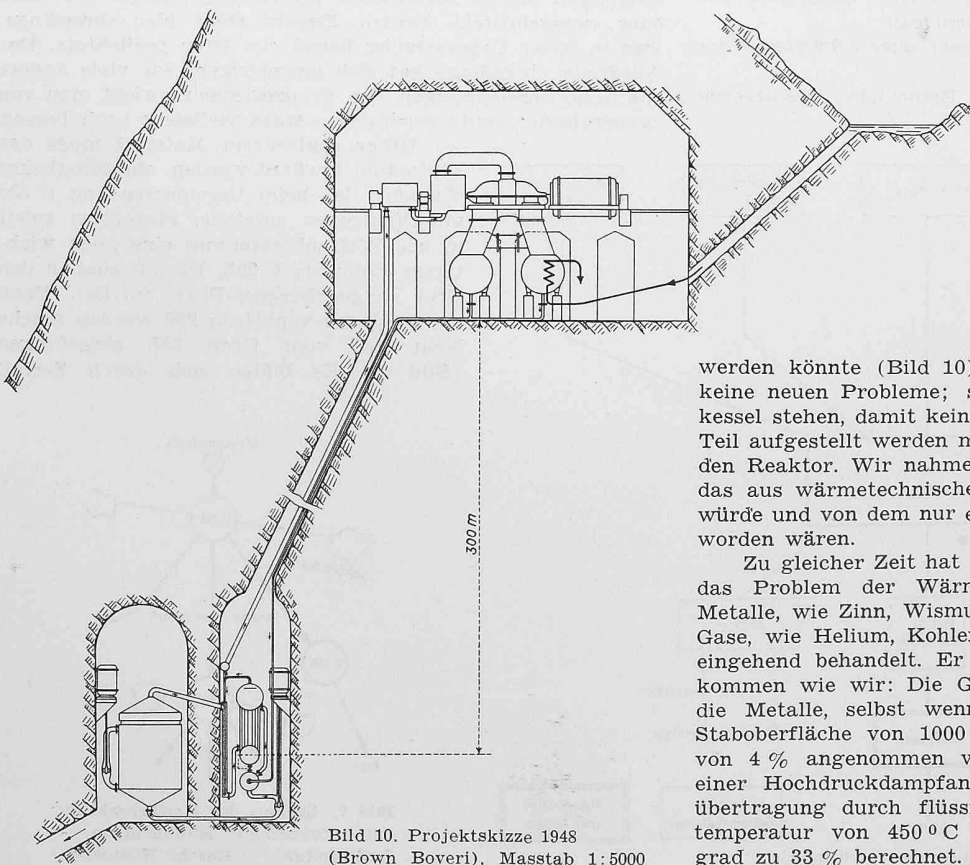 300 m
werden könnte (Bild 10)
keine neuen Probleme; s
kessel stehen, damit kein
Teil aufgestellt werden m
den Reaktor. Wir nahme
das aus wärmetechnische
würde und von dem nur e
worden wären.
Zu gleicher Zeit hat
das Problem der Wärm
Metalle, wie Zinn, Wismu
Gase, wie Helium, Kohle
eingehend behandelt. Er
kommen wie wir: Die G
die Metalle, selbst wenn
Staboberfläche von 1000
von 4 % angenommen w
einer Hochdruckdampfan
übertragung durch flüss
temperatur von 450 ⁰ C
grad zu 33 % berechnet.
Bild 10. Projektskizze 1948
(Brown Boveri), Masstab 1:5000